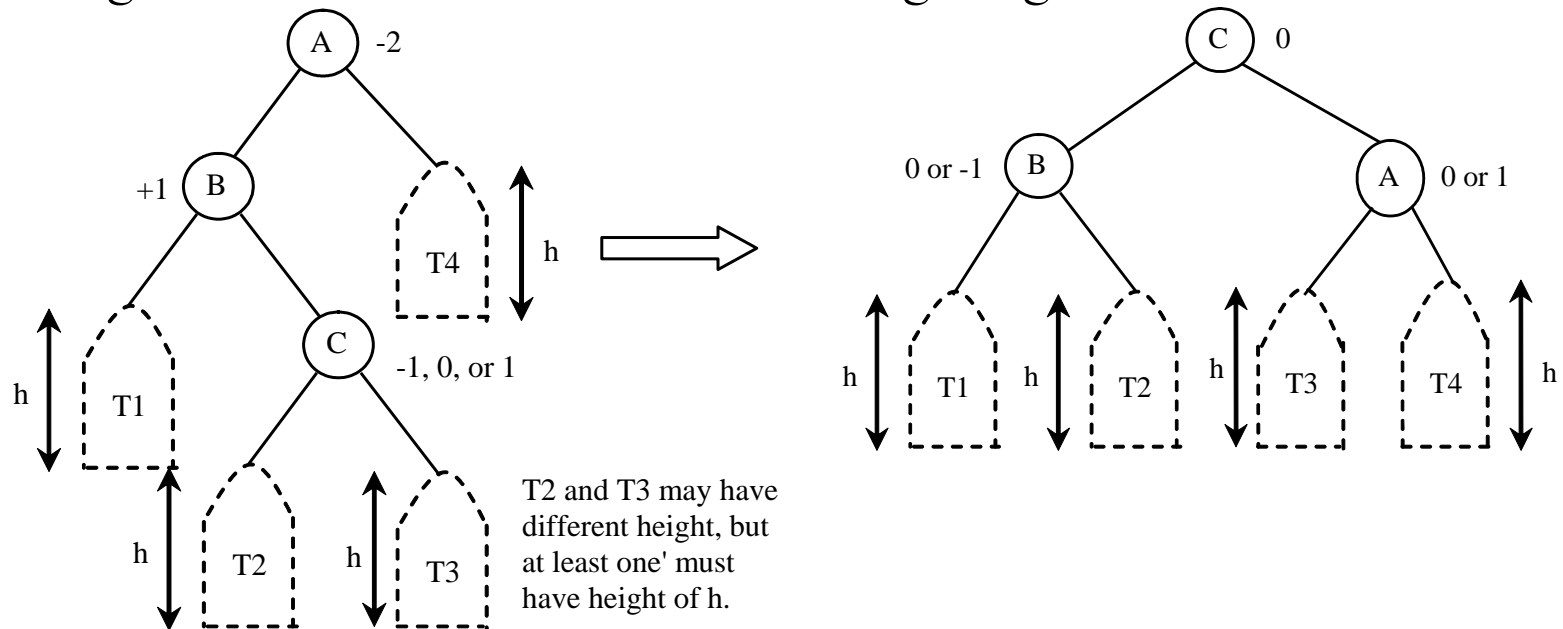 A -2
C 0
B +1
T4
h
0 or -1 B
A 0 or 1
C -1, 0, or 1
h T1
h T2
h T3
h T1
h T2
h T3
T4 h
T2 and T3 may have
different height, but
at least one' must
have height of h.